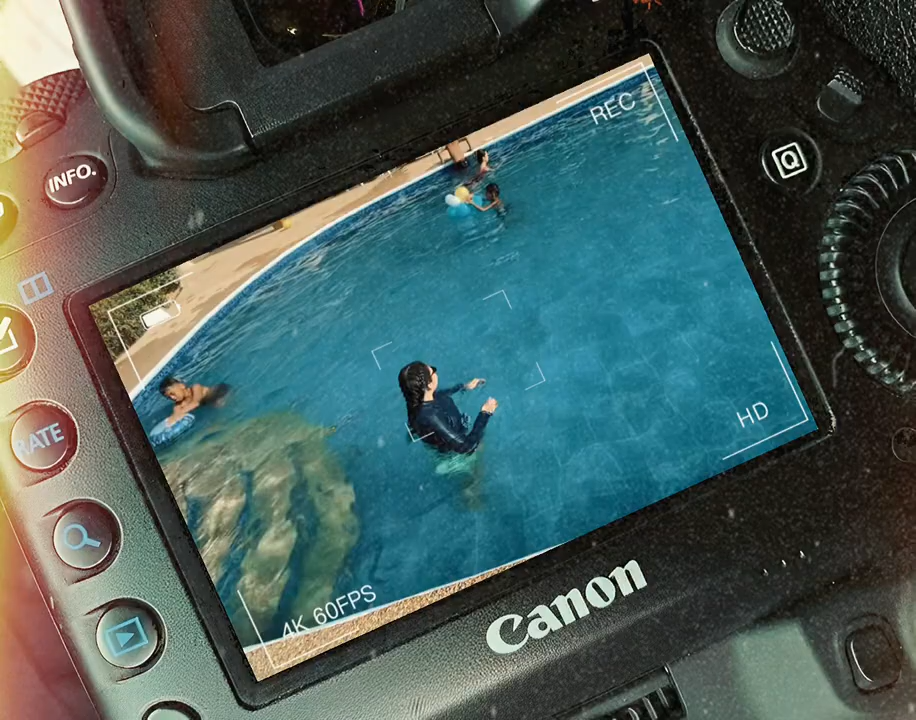 INFO.
REC
Q
RATE
HD
4K 60FPS
Canon